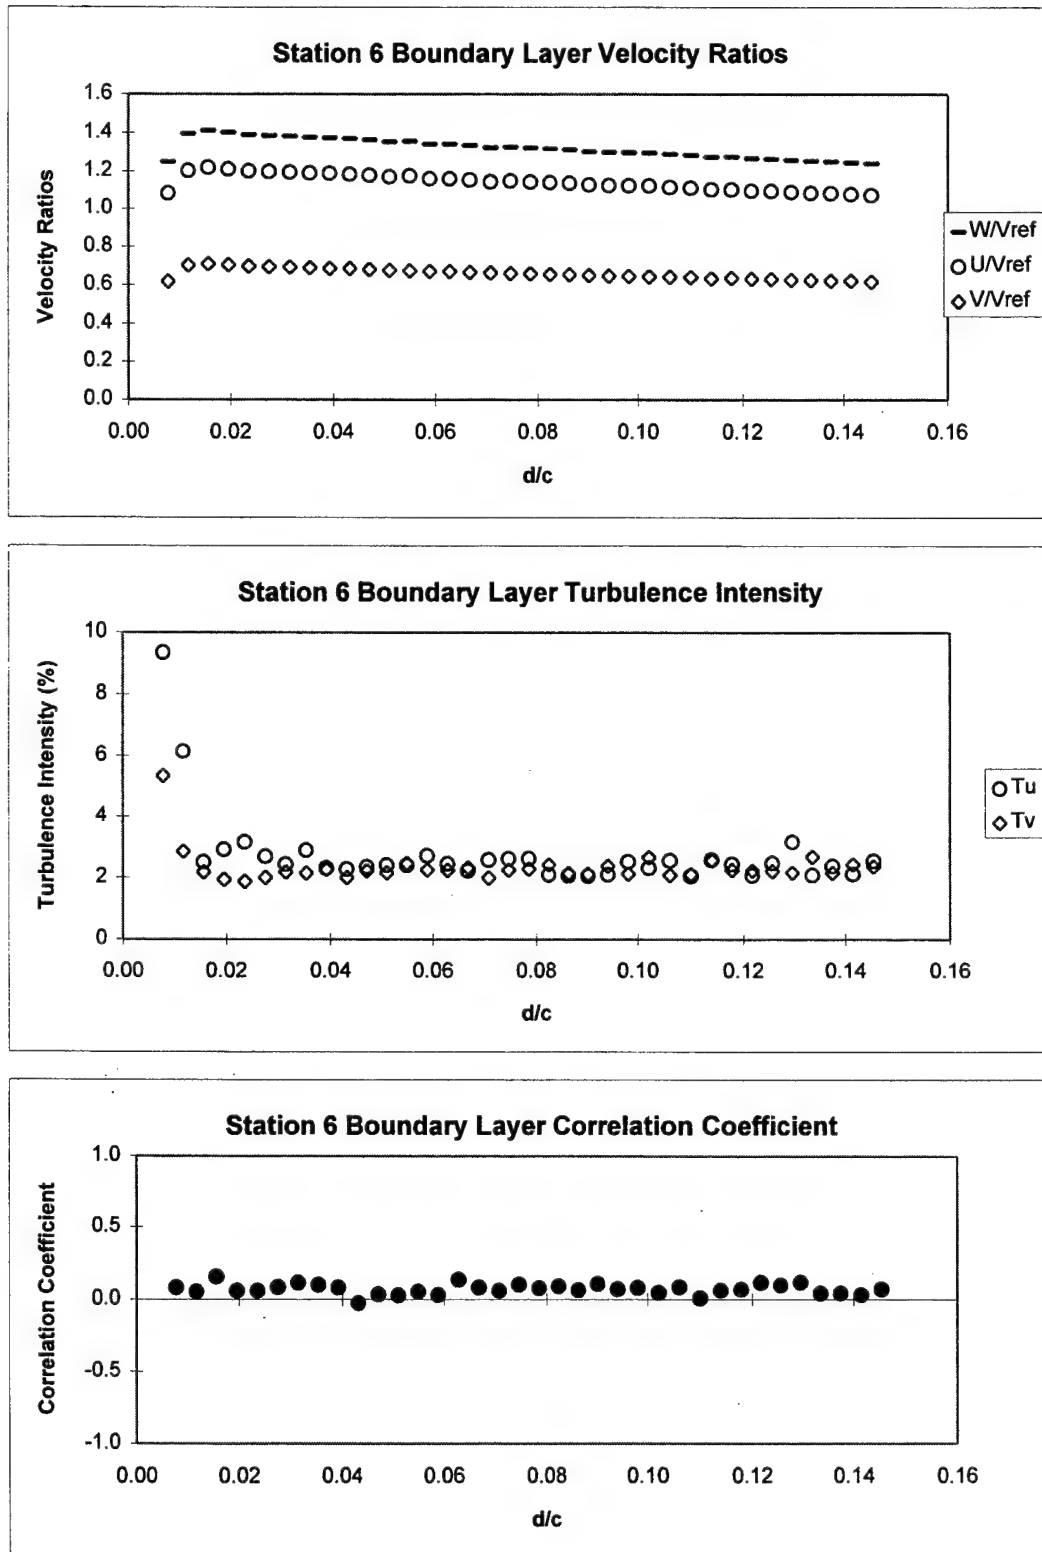 Station 6 Boundary Layer Velocity Ratios
Velocity Ratios
1.6
1.4
1.2
1.0
0.8
0.6
0.4
0.2
0.0
0.00 0.02 0.04 0.06 0.08 0.10 0.12 0.14 0.16
d/c
W/Vref
U/Vref
V/Vref
Station 6 Boundary Layer Turbulence Intensity
Turbulence Intensity (%)
10
8
6
4
2
0
0.00 0.02 0.04 0.06 0.08 0.10 0.12 0.14 0.16
d/c
Tu
Tv
Station 6 Boundary Layer Correlation Coefficient
Correlation Coefficient
1.0
0.5
0.0
-0.5
-1.0
0.00 0.02 0.04 0.06 0.08 0.10 0.12 0.14 0.16
d/c